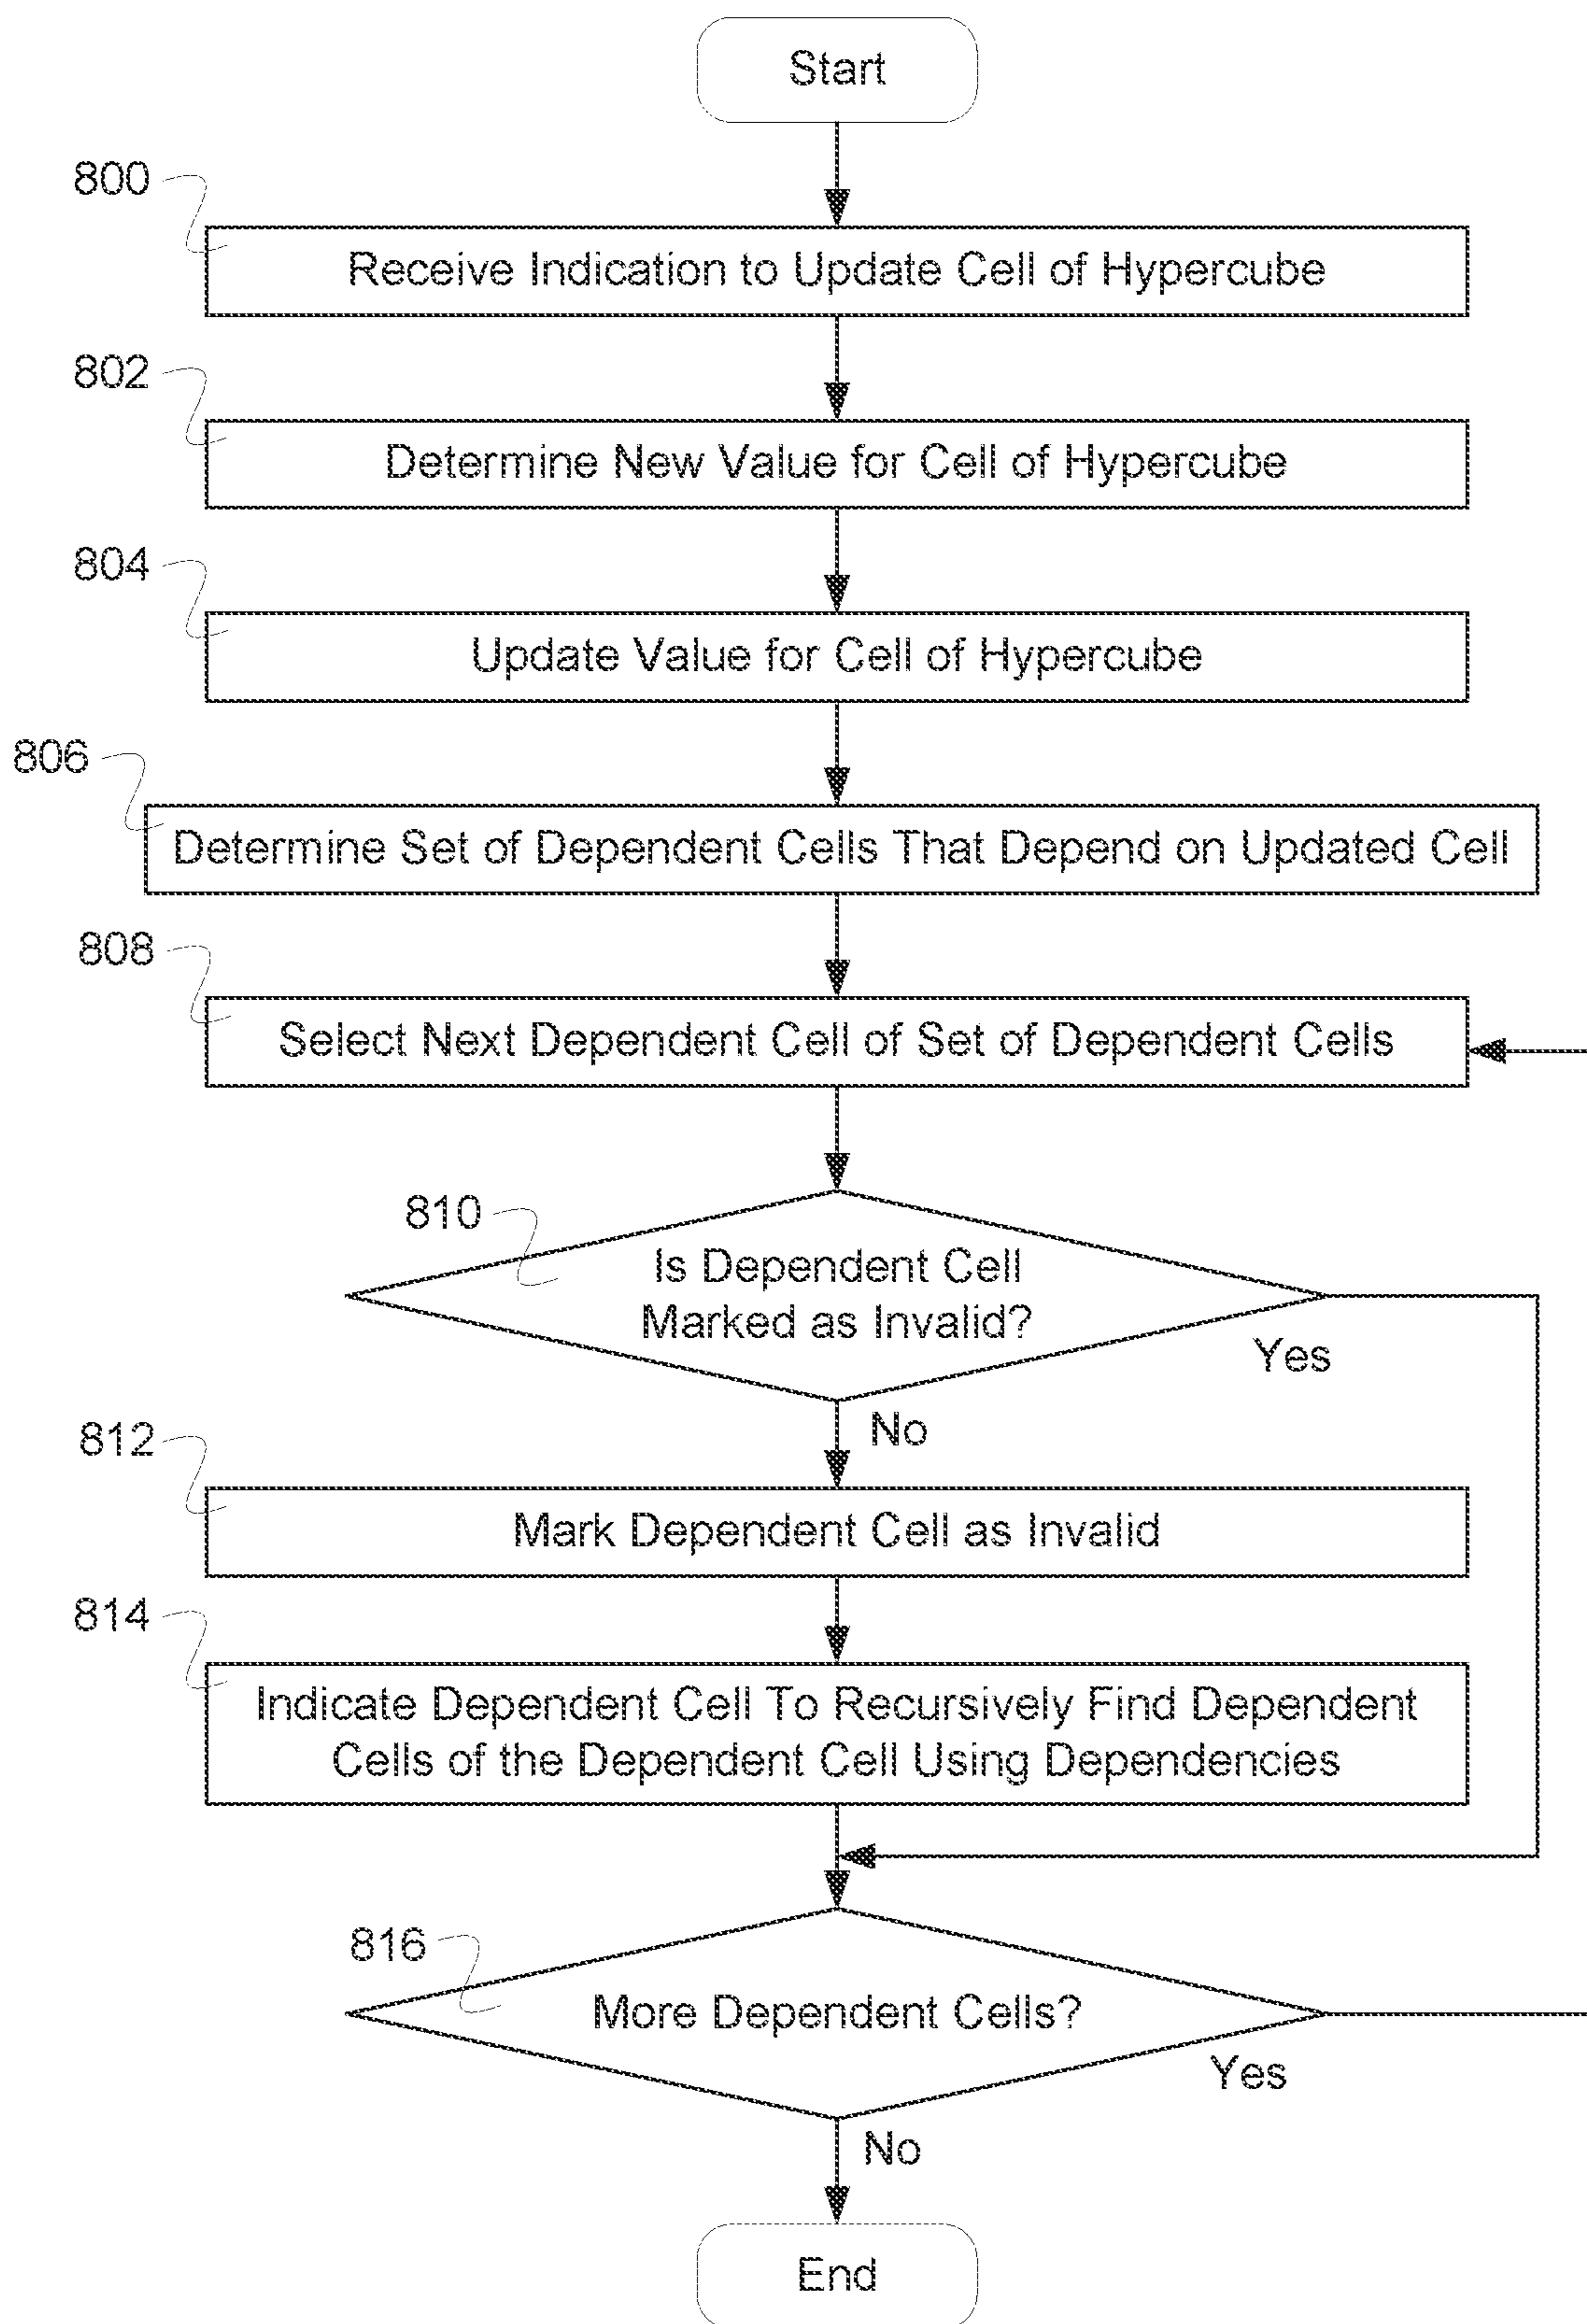 Start
800
Receive Indication to Update Cell of Hypercube
802
Determine New Value for Cell of Hypercube
804
Update Value for Cell of Hypercube
806
Determine Set of Dependent Cells That Depend on Updated Cell
808
Select Next Dependent Cell of Set of Dependent Cells
810
Is Dependent Cell
Marked as Invalid?
Yes
No
812
Mark Dependent Cell as Invalid
814
Indicate Dependent Cell To Recursively Find Dependent
Cells of the Dependent Cell Using Dependencies
816
More Dependent Cells?
Yes
No
End